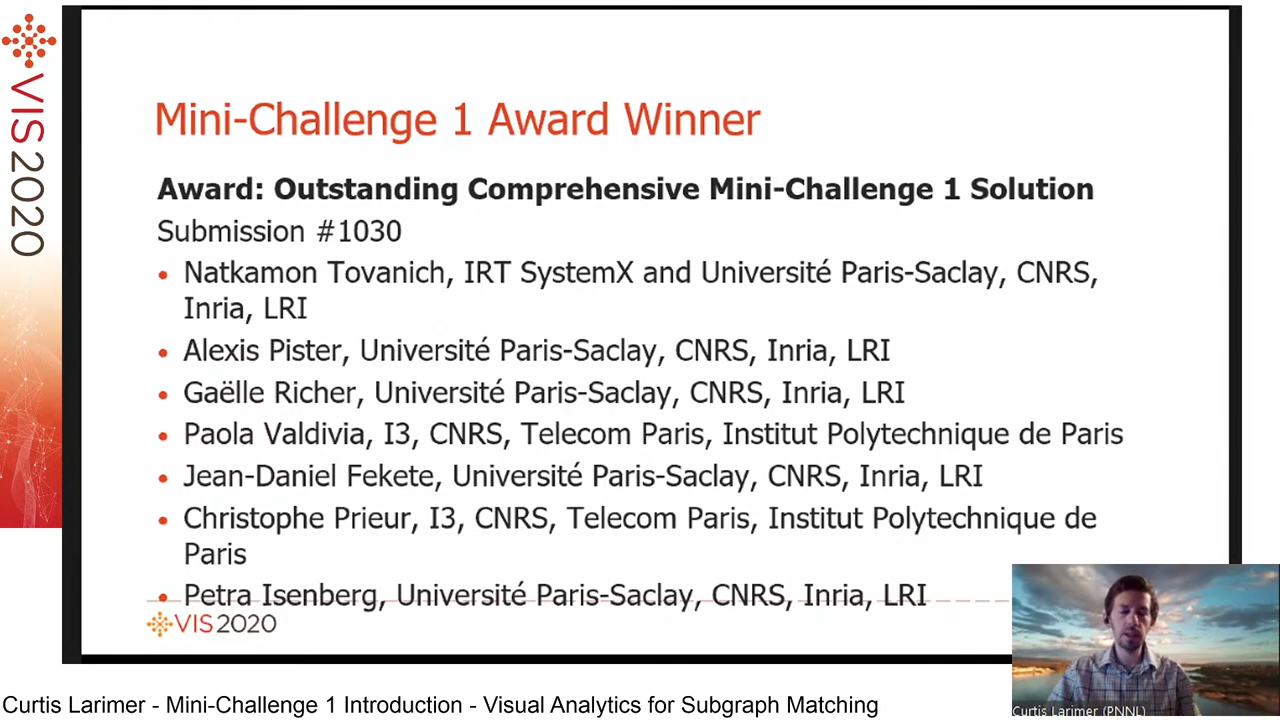 VIS2020
Mini-Challenge 1 Award Winner
Award: Outstanding Comprehensive Mini-Challenge 1 Solution
Submission #1030
• Natkamon Tovanich, IRT SystemX and Université Paris-Saclay, CNRS,
Inria, LRI
• Alexis Pister, Université Paris-Saclay, CNRS, Inria, LRI
• Gaëlle Richer, Université Paris-Saclay, CNRS, Inria, LRI
• Paola Valdivia, I3, CNRS, Telecom Paris, Institut Polytechnique de Paris
• Jean-Daniel Fekete, Université Paris-Saclay, CNRS, Inria, LRI
• Christophe Prieur, I3, CNRS, Telecom Paris, Institut Polytechnique de
Paris
• Petra Isenberg, Université Paris-Saclay, CNRS, Inria, LRI
VIS2020
Curtis Larimer (PNNL)
Curtis Larimer - Mini-Challenge 1 Introduction - Visual Analytics for Subgraph Matching